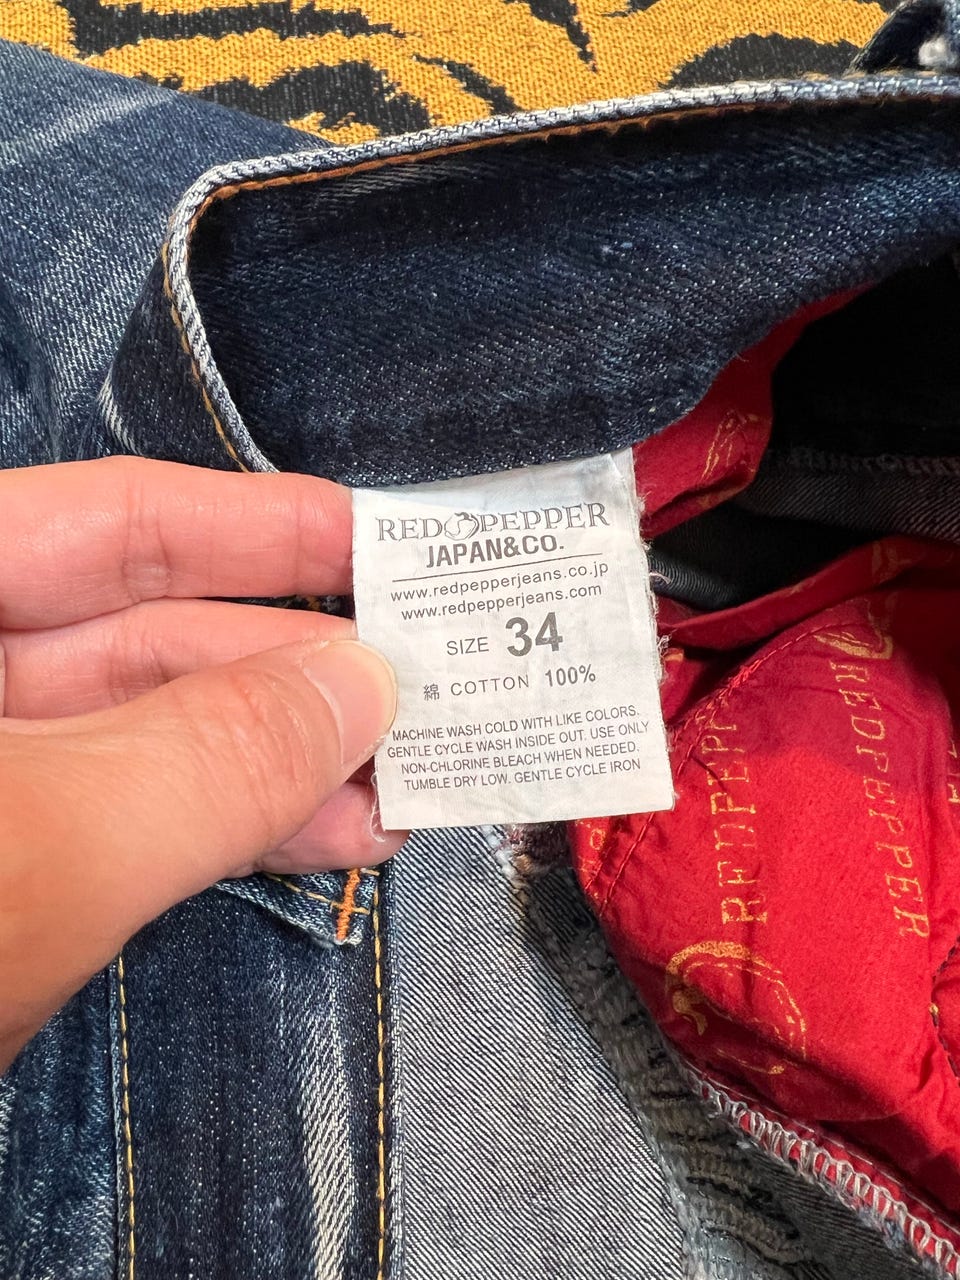 RED PEPPER
JAPAN&CO.
www.redpepperjeans.co.jp
www.redpepperjeans.com
SIZE 34
綿 COTTON 100%
MACHINE WASH COLD WITH LIKE COLORS.
GENTLE CYCLE WASH INSIDE OUT. USE ONLY
NON-CHLORINE BLEACH WHEN NEEDED.
TUMBLE DRY LOW. GENTLE CYCLE IRON
REDPEPPER
REDPEPP